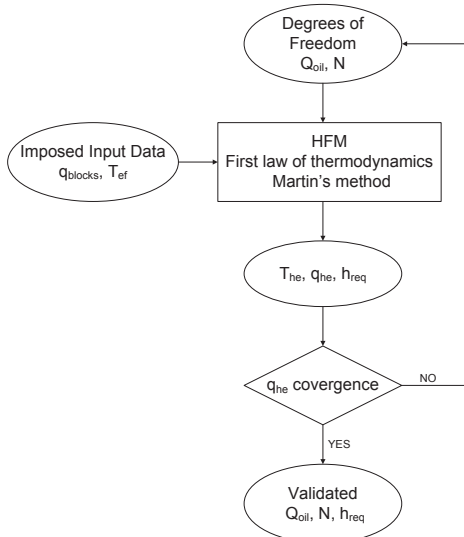 Degrees of
Freedom
Qoil, N
Imposed Input Data
qblocks, Tef
HFM
First law of thermodynamics
Martin's method
The, qhe, hreq
qhe covergence
NO
YES
Validated
Qoil, N, hreq